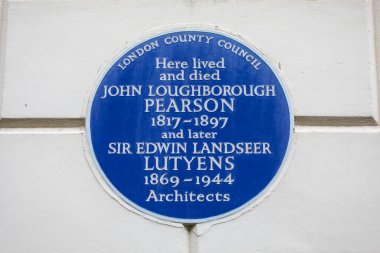 LONDON COUNTY COUNCIL
Here lived
and died
JOHN LOUGHBOROUGH
PEARSON
1817-1897
and later
SIR EDWIN LANDSEER
LUTYENS
1869-1944
Architects